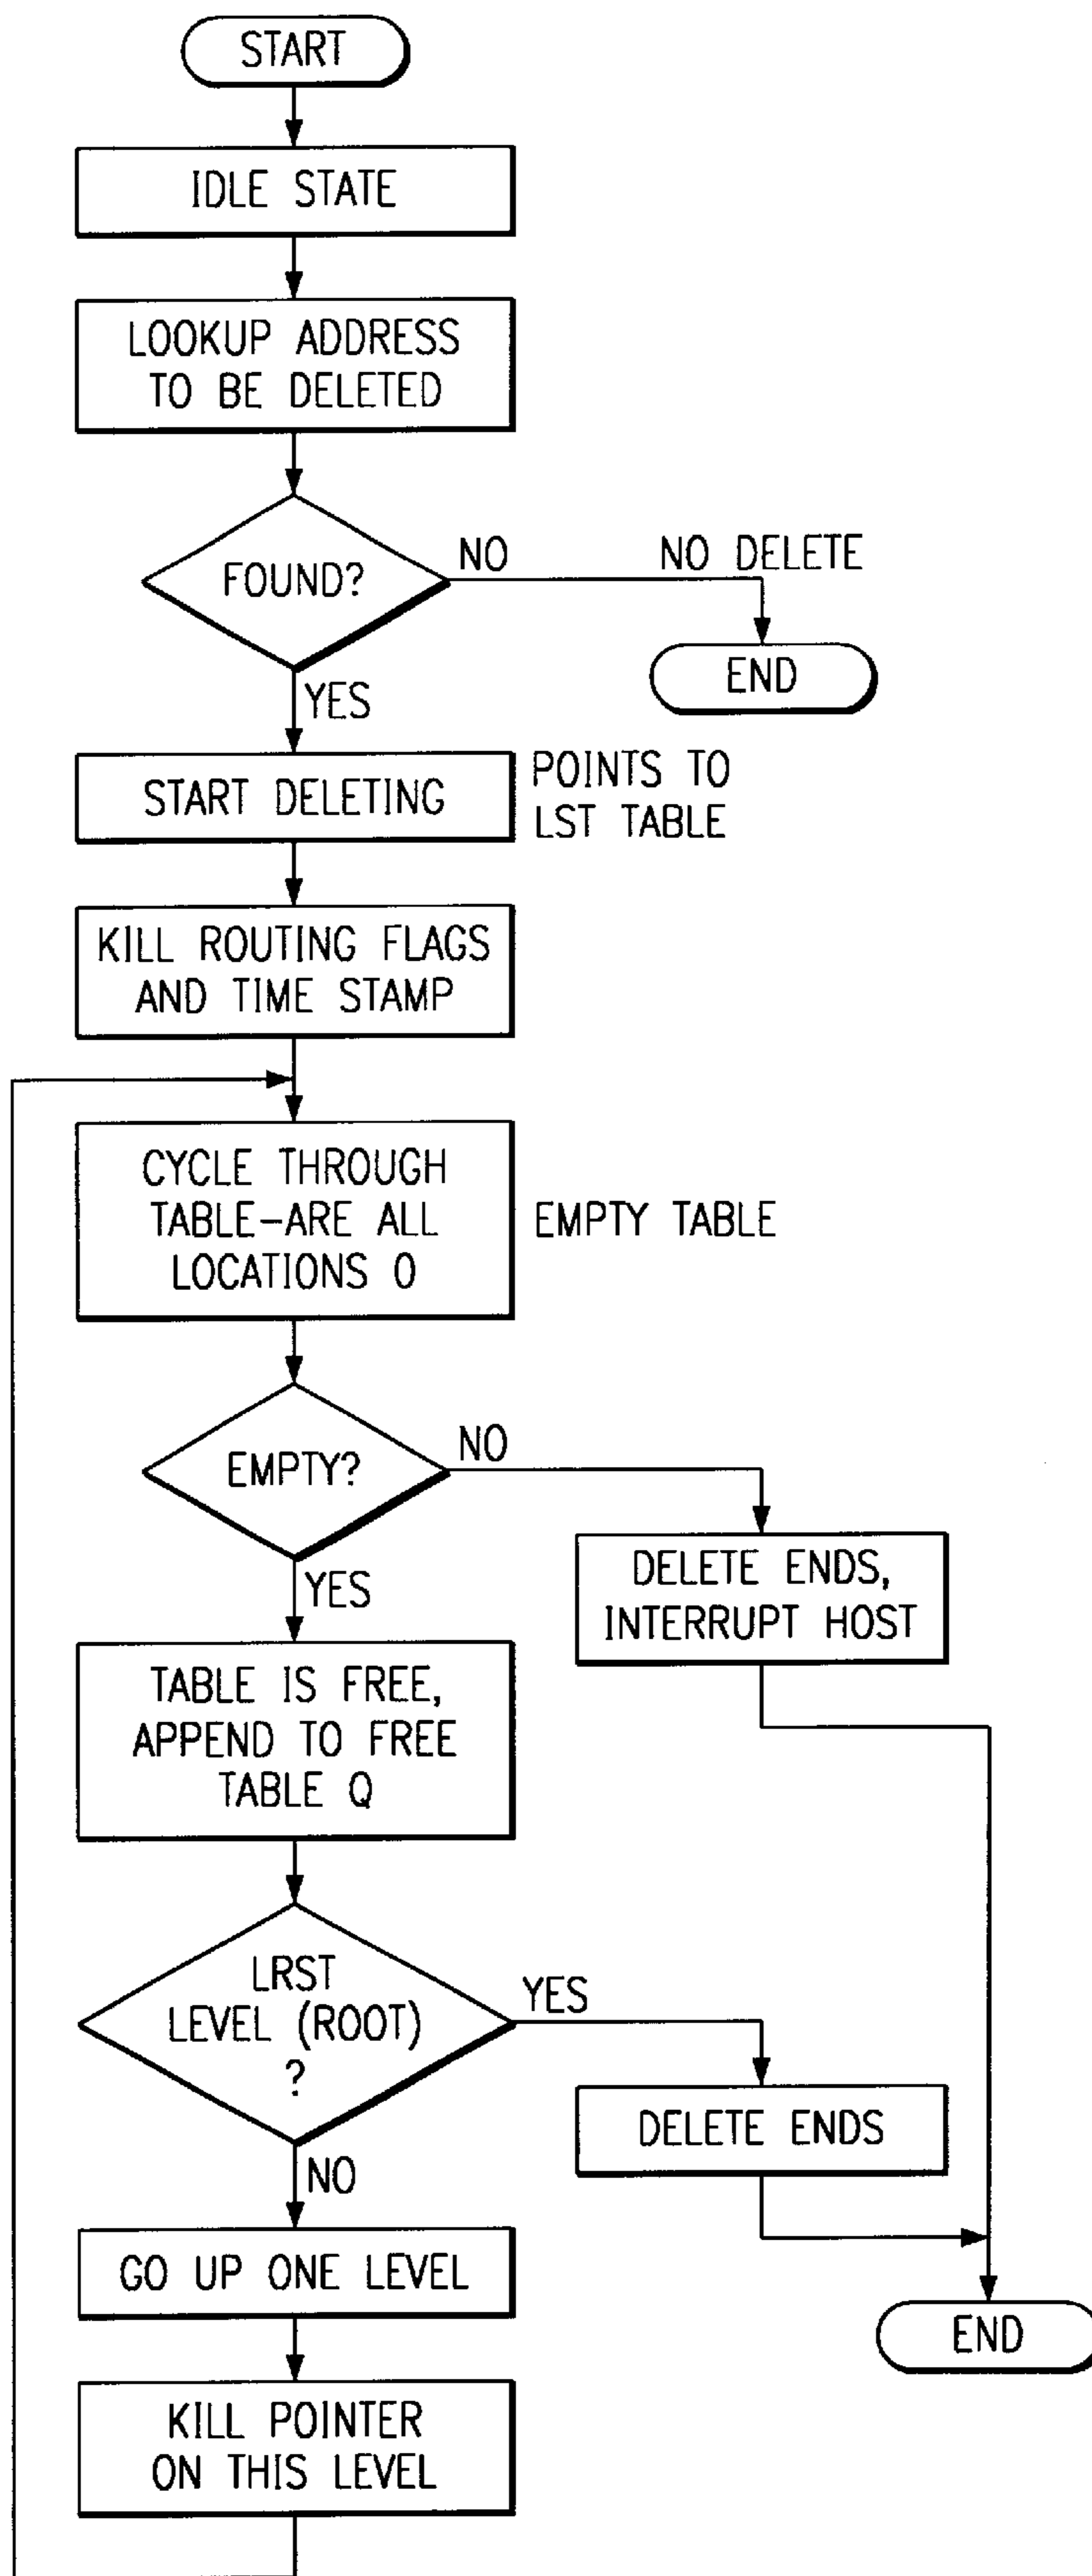 START
IDLE STATE
LOOKUP ADDRESS
TO BE DELETED
FOUND?
NO
NO DELETE
END
YES
START DELETING
POINTS TO
LST TABLE
KILL ROUTING FLAGS
AND TIME STAMP
CYCLE THROUGH
TABLE-ARE ALL
LOCATIONS 0
EMPTY TABLE
EMPTY?
NO
YES
DELETE ENDS,
INTERRUPT HOST
TABLE IS FREE,
APPEND TO FREE
TABLE Q
LRST
LEVEL (ROOT)
?
YES
DELETE ENDS
NO
GO UP ONE LEVEL
END
KILL POINTER
ON THIS LEVEL